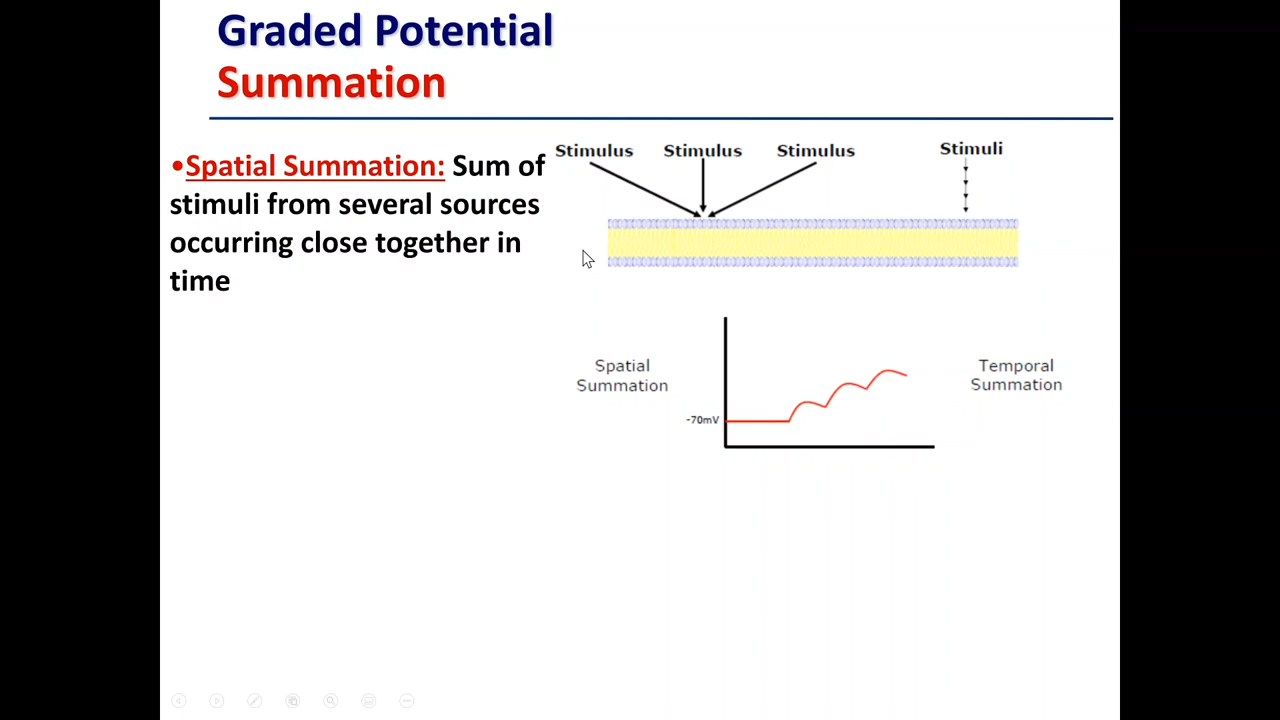 Graded Potential
Summation
•Spatial Summation: Sum of
stimuli from several sources
occurring close together in
time
Stimulus Stimulus Stimulus Stimuli
Spatial
Summation
-70mV
Temporal
Summation